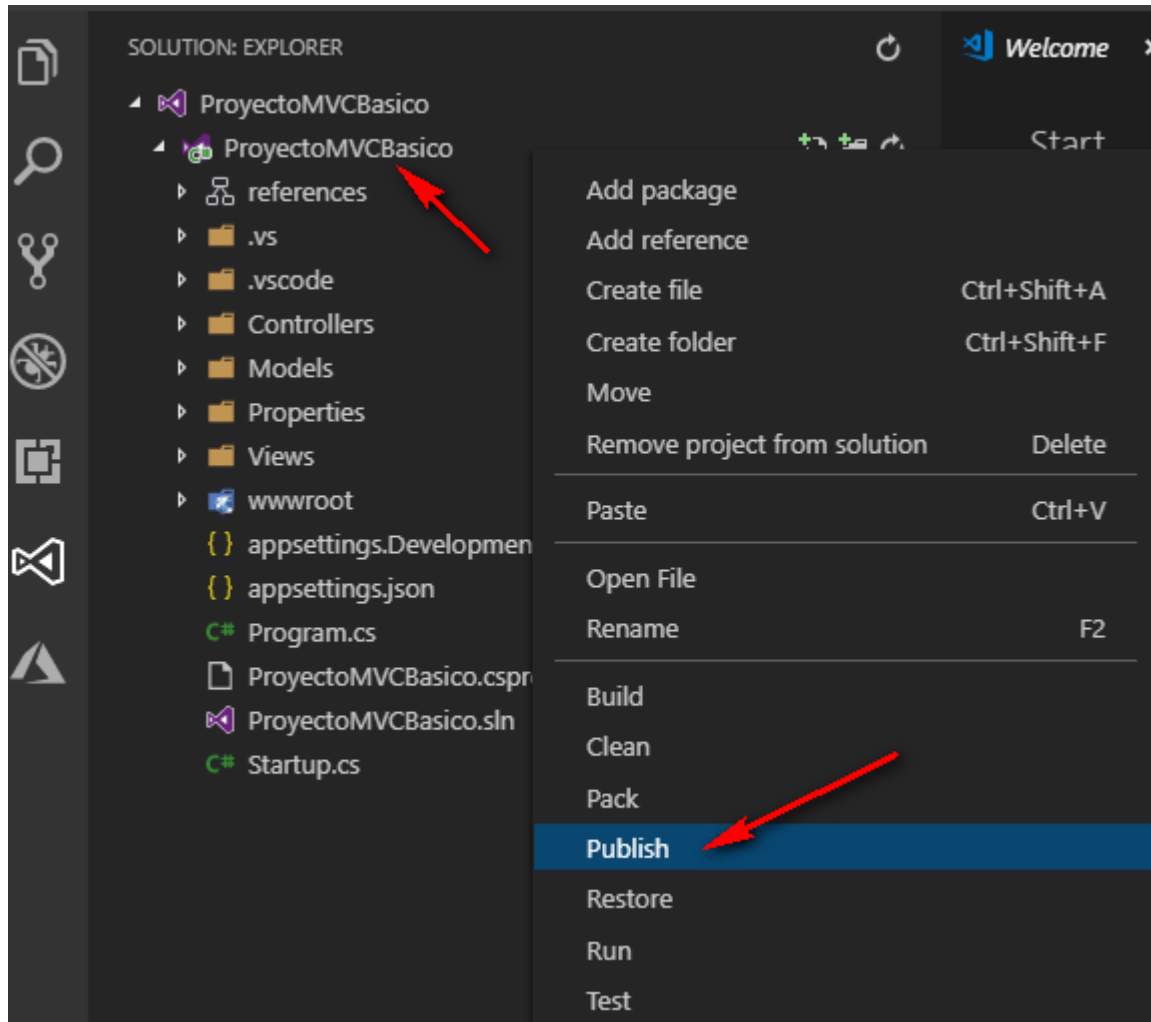 SOLUTION: EXPLORER
Welcome
ProyectoMVCBasico
ProyectoMVCBasico
Start
references
.vs
.vscode
Controllers
Models
Properties
Views
wwwroot
{ } appsettings.Developmen
{ } appsettings.json
C# Program.cs
ProyectoMVCBasico.cspr
ProyectoMVCBasico.sln
C# Startup.cs
Add package
Add reference
Create file Ctrl+Shift+A
Create folder Ctrl+Shift+F
Move
Remove project from solution Delete
Paste Ctrl+V
Open File
Rename F2
Build
Clean
Pack
Publish
Restore
Run
Test